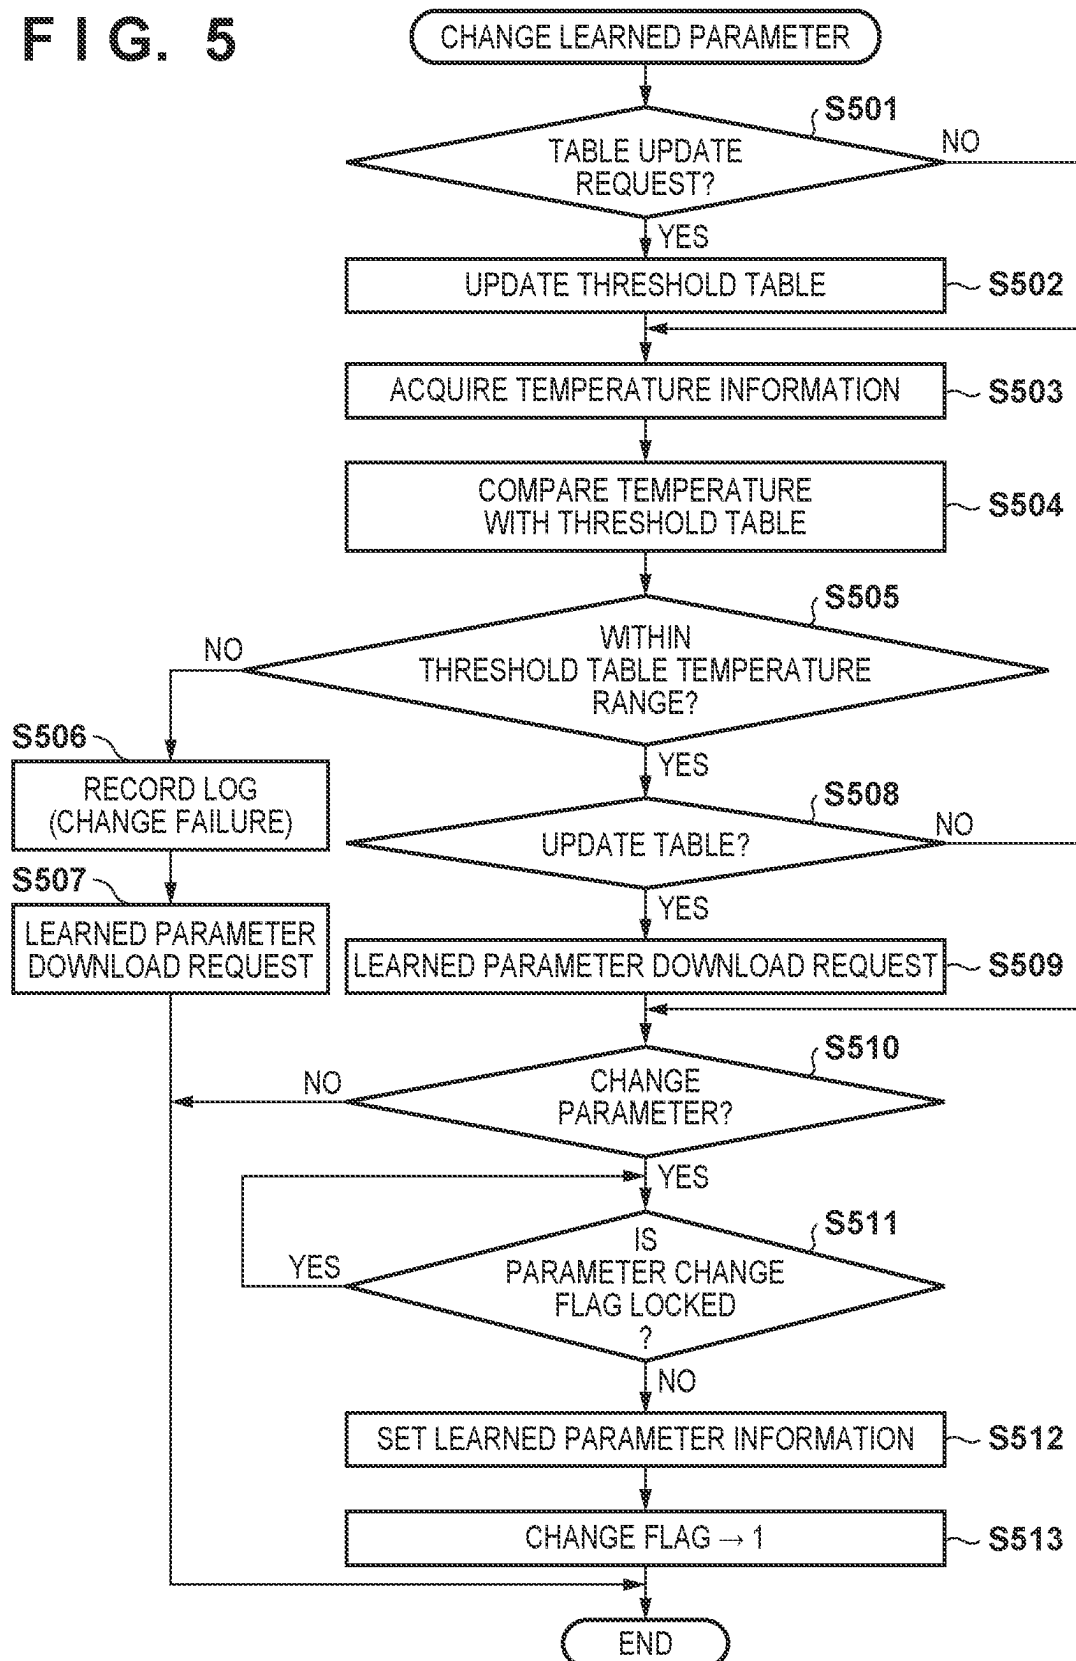 FIG. 5
CHANGE LEARNED PARAMETER
S501
TABLE UPDATE
REQUEST?
NO
YES
UPDATE THRESHOLD TABLE
S502
ACQUIRE TEMPERATURE INFORMATION
S503
COMPARE TEMPERATURE
WITH THRESHOLD TABLE
S504
S505
WITHIN
THRESHOLD TABLE TEMPERATURE
RANGE?
NO
YES
S506
RECORD LOG
(CHANGE FAILURE)
S507
LEARNED PARAMETER
DOWNLOAD REQUEST
S508
UPDATE TABLE?
NO
YES
LEARNED PARAMETER DOWNLOAD REQUEST
S509
S510
CHANGE
PARAMETER?
NO
YES
S511
IS
PARAMETER CHANGE
FLAG LOCKED
?
YES
NO
SET LEARNED PARAMETER INFORMATION
S512
CHANGE FLAG → 1
S513
END